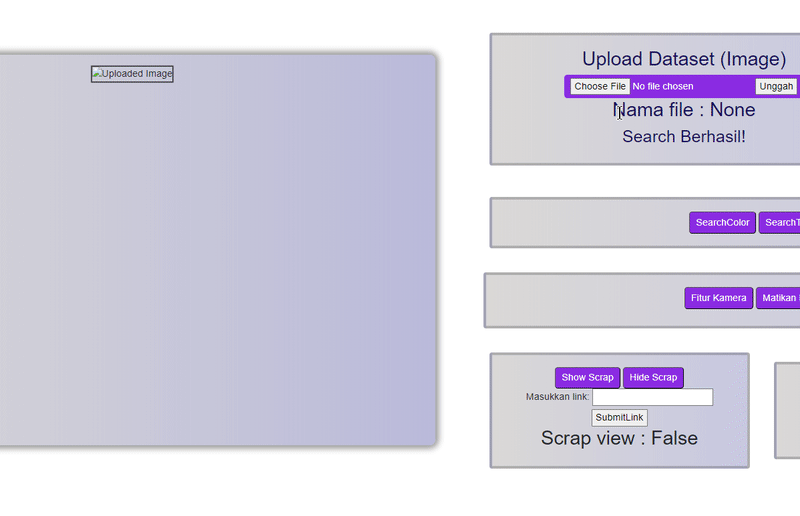 Uploaded Image
Upload Dataset (Image)
Choose File No file chosen Unggah
Nama file : None
Search Berhasil!
SearchColor
Fitur Kamera Matikan
Show Scrap Hide Scrap
Masukkan link:
SubmitLink
Scrap view : False